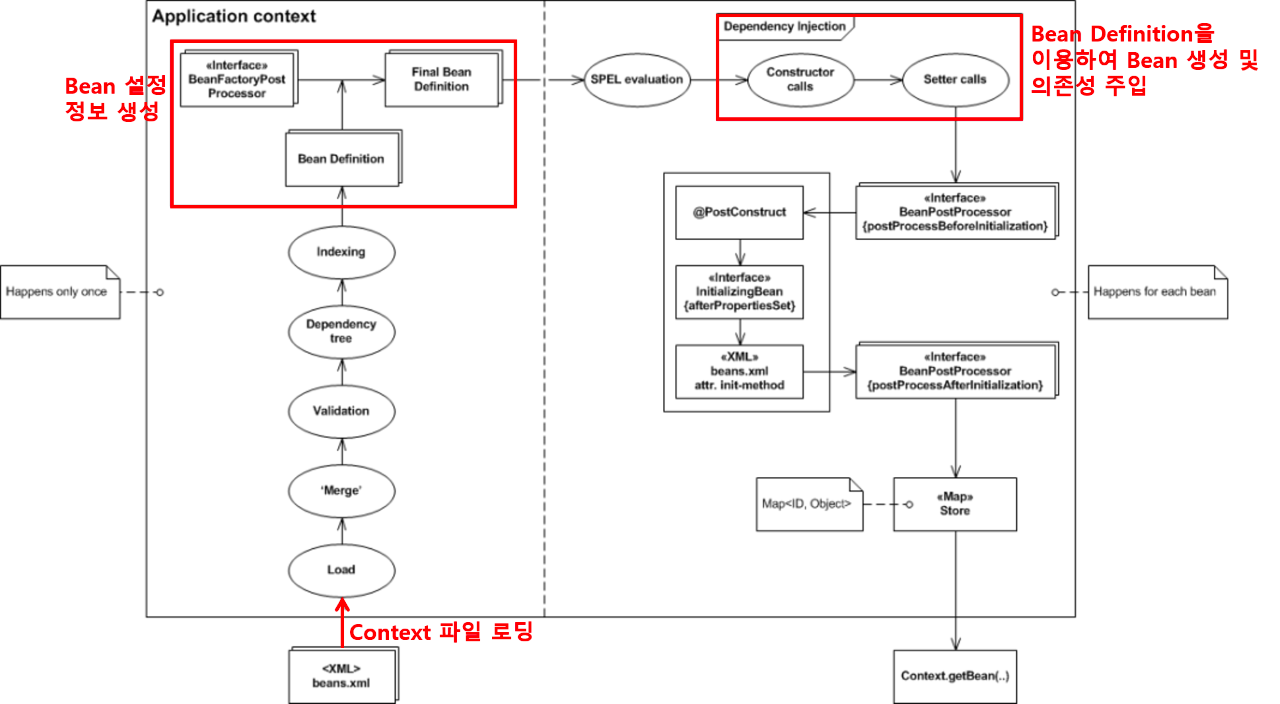 Application context
«Interface»
BeanFactoryPost
Processor
Final Bean
Definition
Bean 설정
정보 생성
Bean Definition
Indexing
Happens only once
Dependency
tree
Validation
‘Merge’
Load
Context 파일 로딩
<XML>
beans.xml
SPEL evaluation
Dependency Injection
Constructor
calls
Setter calls
Bean Definition을
이용하여 Bean 생성 및
의존성 주입
«Interface»
BeanPostProcessor
{postProcessBeforeInitialization}
@PostConstruct
«Interface»
InitializingBean
{afterPropertiesSet}
Happens for each bean
«XML»
beans.xml
attr. init-method
«Interface»
BeanPostProcessor
{postProcessAfterInitialization}
Map<ID, Object>
«Map»
Store
Context.getBean(..)